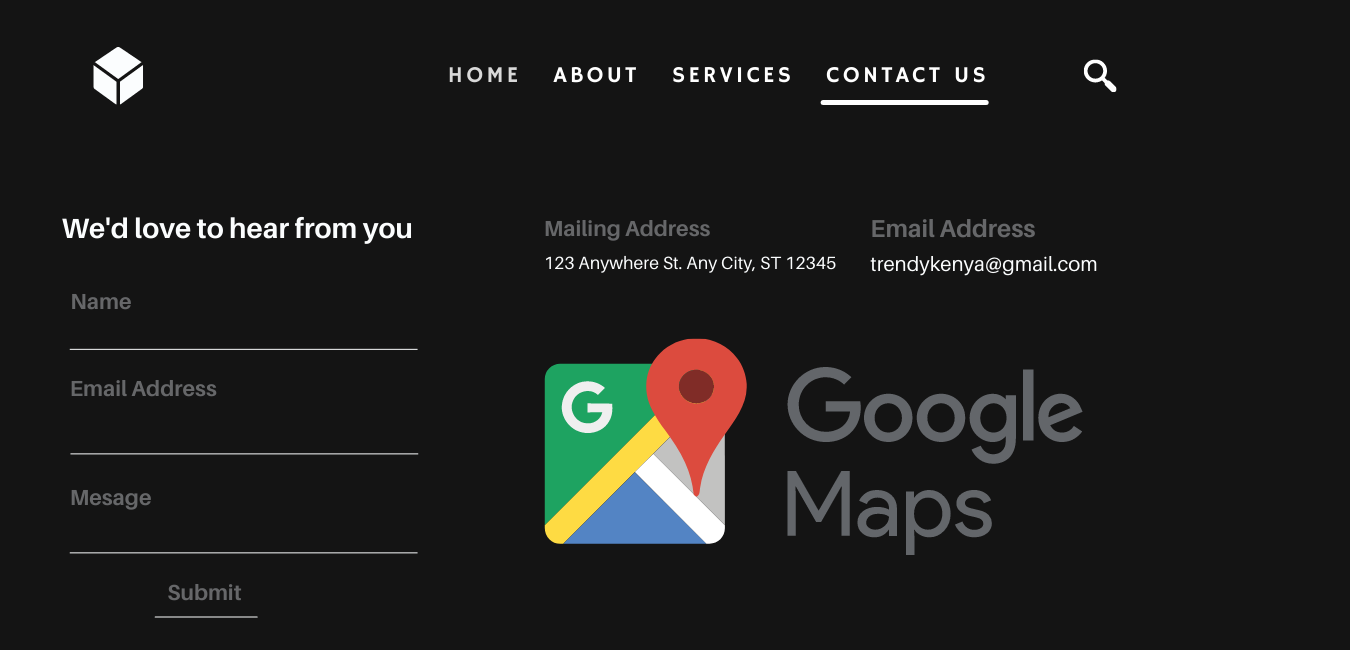 HOME ABOUT SERVICES CONTACT US
We'd love to hear from you
Name
Email Address
Mesage
Submit
Mailing Address
123 Anywhere St. Any City, ST 12345
Email Address
trendykenya@gmail.com
G
Google
Maps